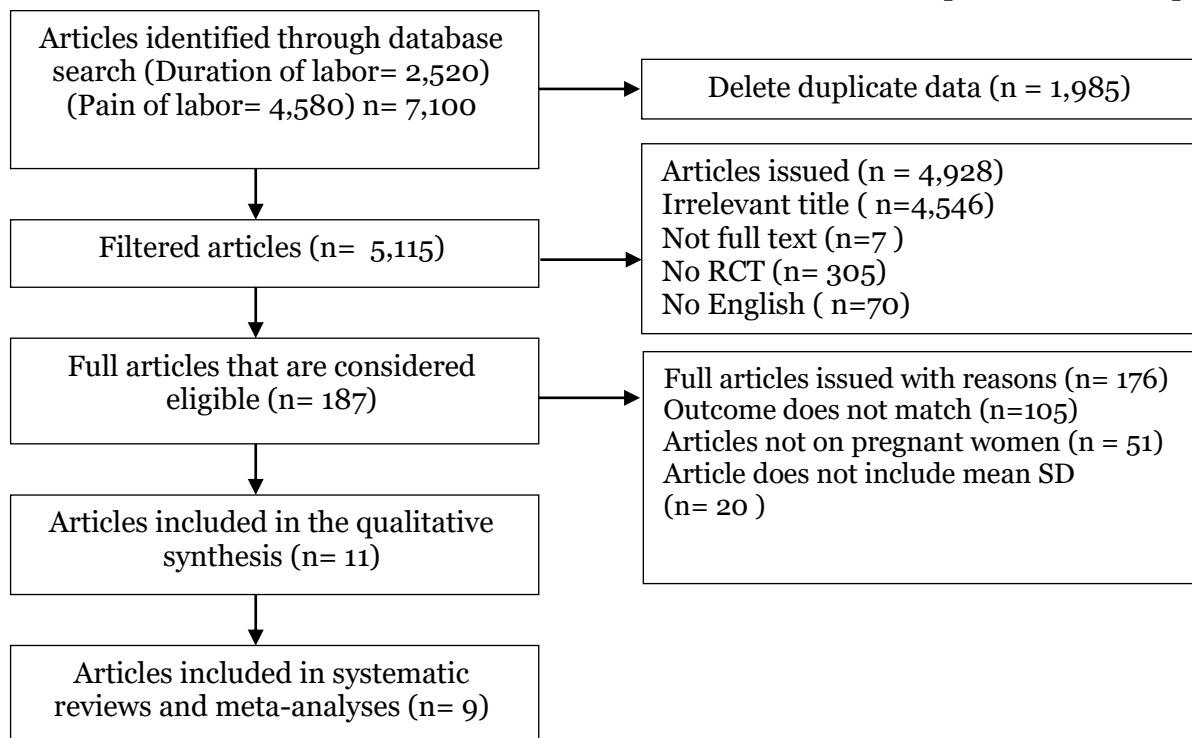 Articles identified through database
search (Duration of labor= 2,520)
(Pain of labor= 4,580) n= 7,100
Delete duplicate data (n = 1,985)
Filtered articles (n= 5,115)
Articles issued (n = 4,928)
Irrelevant title ( n=4,546)
Not full text (n=7 )
No RCT (n= 305)
No English ( n=70)
Full articles that are considered
eligible (n= 187)
Full articles issued with reasons (n= 176)
Outcome does not match (n=105)
Articles not on pregnant women (n = 51)
Article does not include mean SD
(n= 20 )
Articles included in the qualitative
synthesis (n= 11)
Articles included in systematic
reviews and meta-analyses (n= 9)